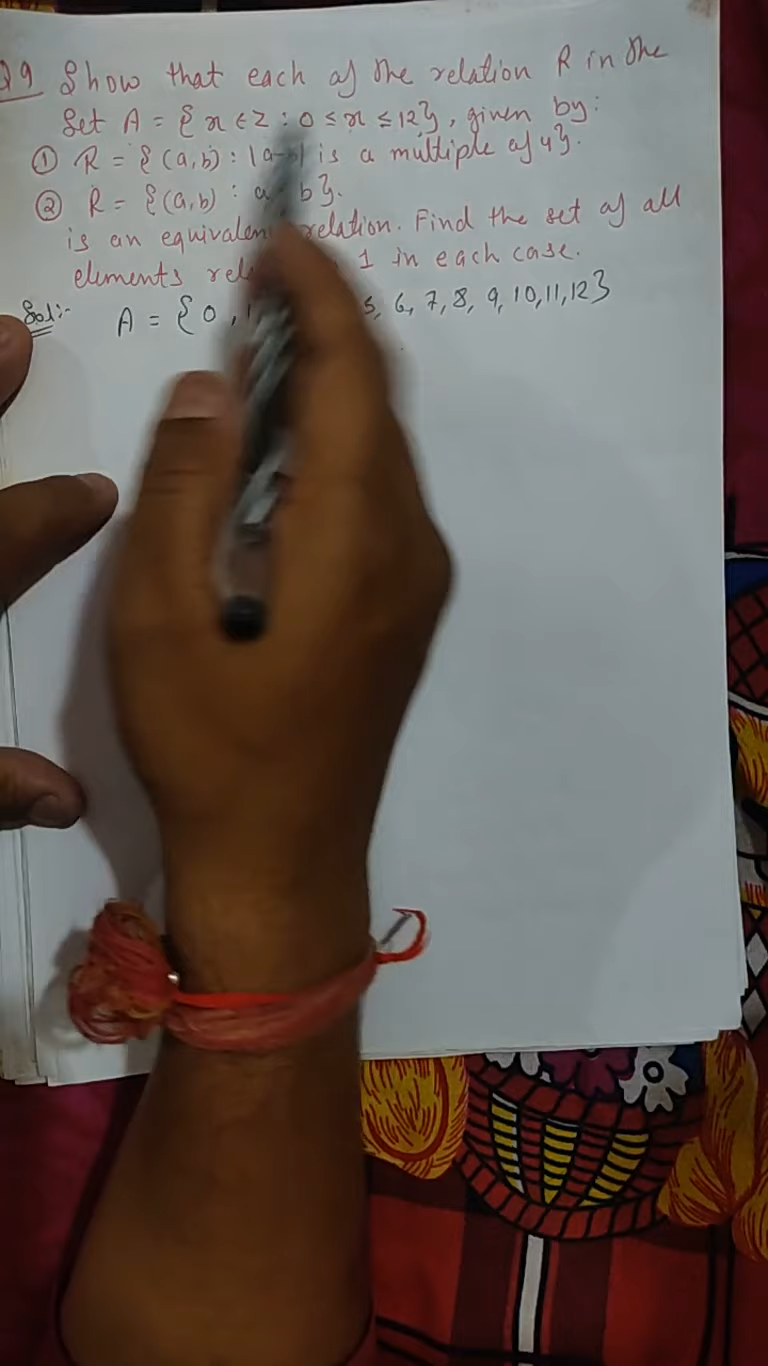 Q9 Show that each of the relation R in the
Set A = { x ∈ Z : 0 ≤ x ≤ 12}, given by:
① R = { (a,b) : |a-b| is a multiple of 4}.
② R = {(a,b) : a b}.
is an relation. Find the set of all
elements 1 in each case.
Sol:- A = {0, 5, 6, 7, 8, 9, 10, 11, 12}